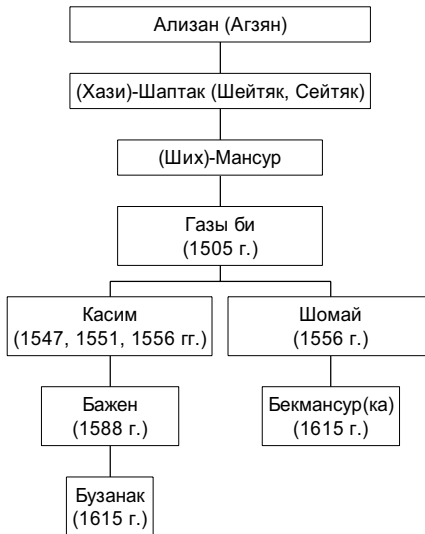 Ализан (Агзян)
(Хази)-Шаптак (Шейтяк, Сейтяк)
(Ших)-Мансур
Газы би
(1505 г.)
Касим
(1547, 1551, 1556 гг.)
Шомай
(1556 г.)
Бажен
(1588 г.)
Бекмансур(ка)
(1615 г.)
Бузанак
(1615 г.)